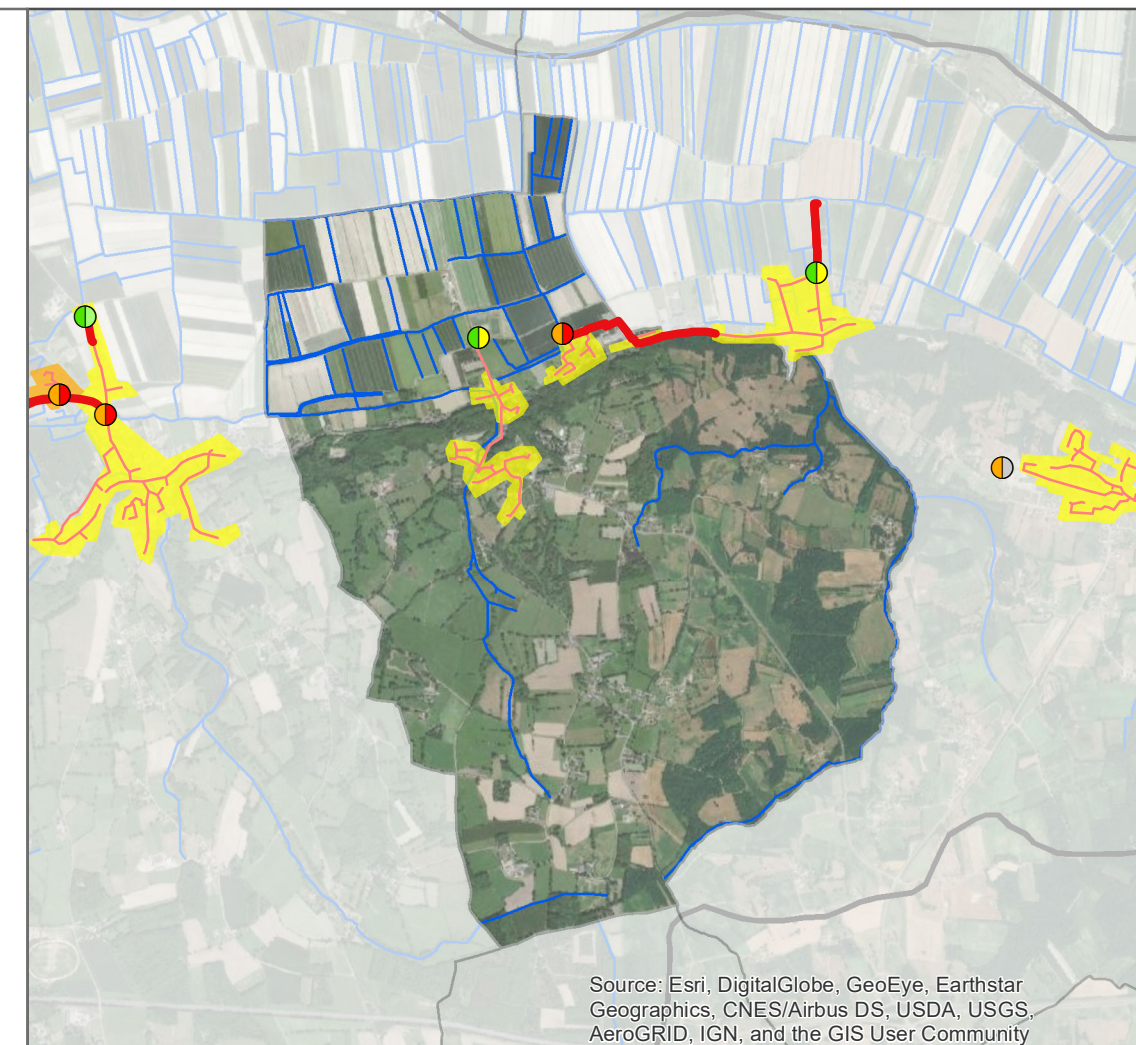 Source: Esri, DigitalGlobe, GeoEye, Earthstar
Geographics, CNES/Airbus DS, USDA, USGS,
AeroGRID, IGN, and the GIS User Community